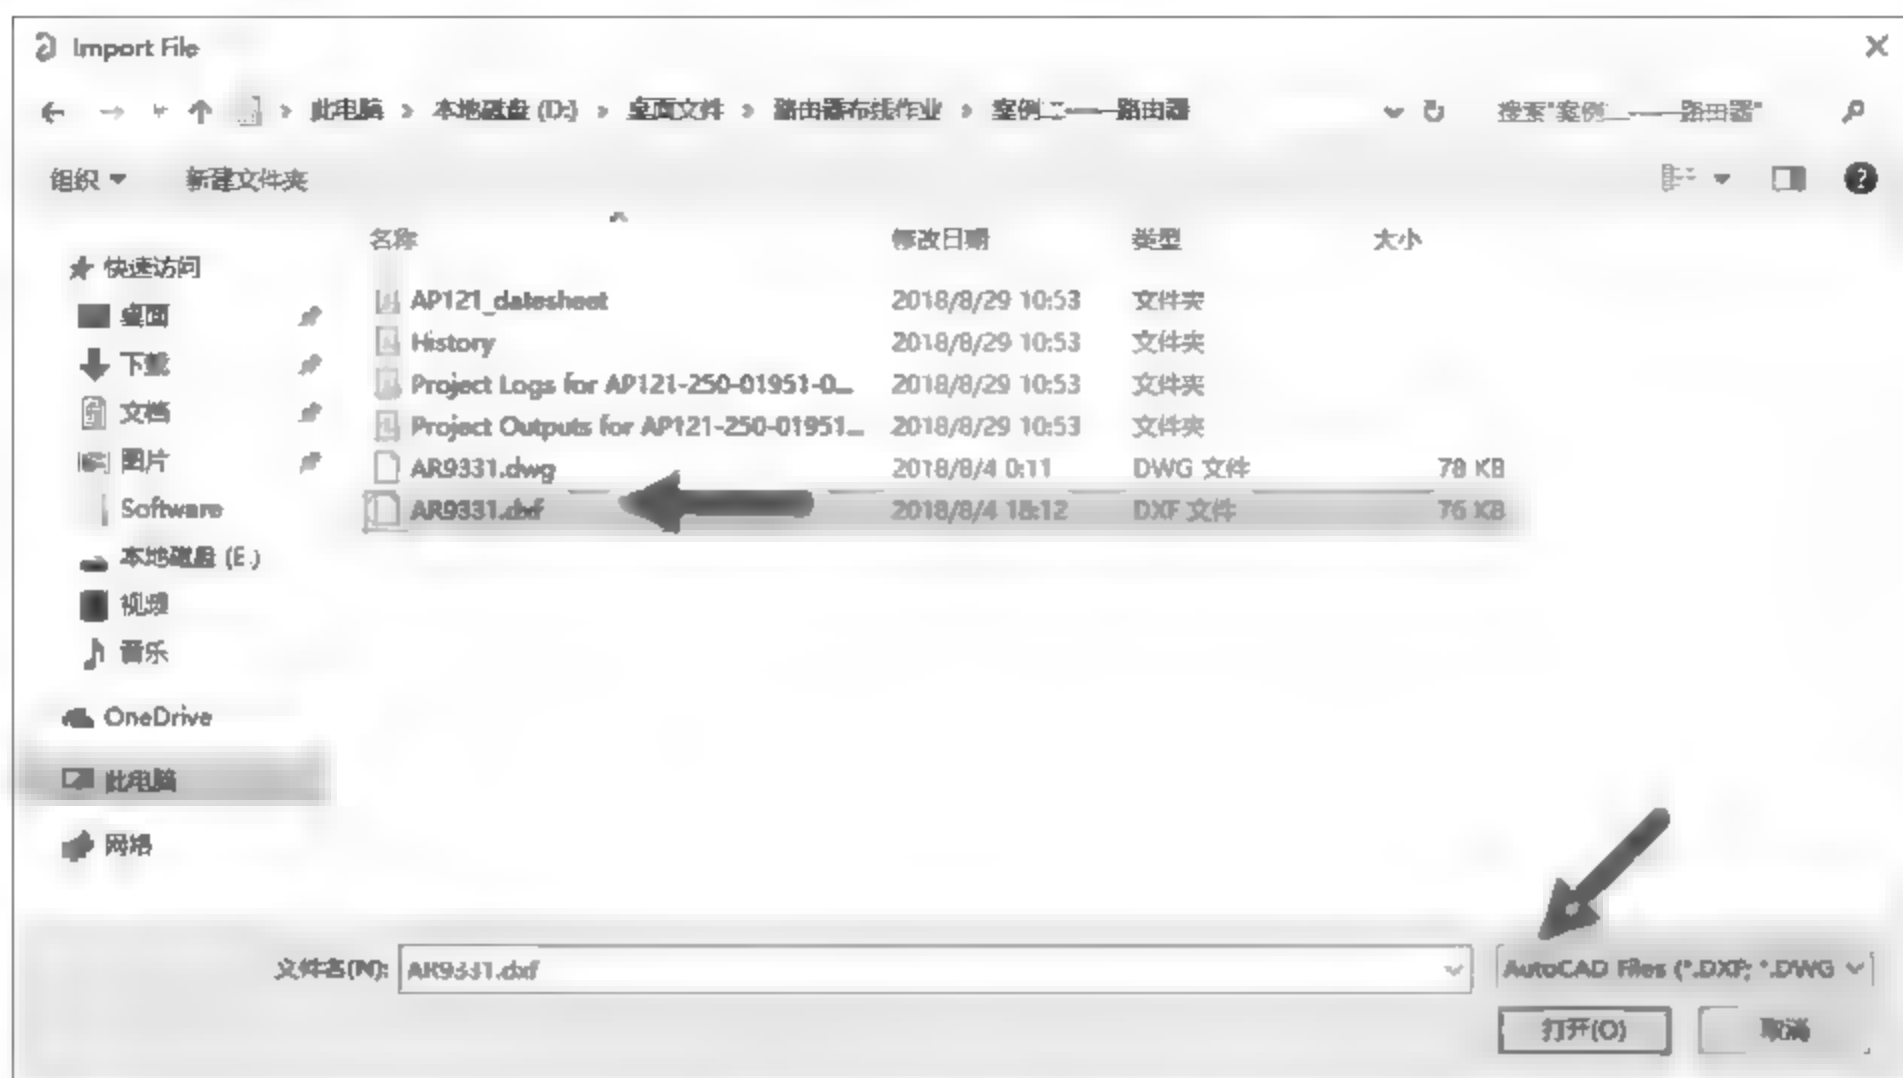 Import File
此电脑 > 本地磁盘 (D:) > 桌面文件 > 路由器布线作业 > 案例二——路由器
搜索"案例二——路由器"
组织 新建文件夹
名称 修改日期 类型 大小
快速访问
桌面
下载
文档
图片
Software
本地磁盘 (E:)
视频
音乐
OneDrive
此电脑
网络
AP121_datesheet 2018/8/29 10:53 文件夹
History 2018/8/29 10:53 文件夹
Project Logs for AP121-250-01951-0... 2018/8/29 10:53 文件夹
Project Outputs for AP121-250-01951... 2018/8/29 10:53 文件夹
AR9331.dwg 2018/8/4 0:11 DWG 文件 78 KB
AR9331.dxf 2018/8/4 18:12 DXF 文件 76 KB
文件名(N): AR9331.dxf
AutoCAD Files (*.DXF; *.DWG
打开(O) 取消